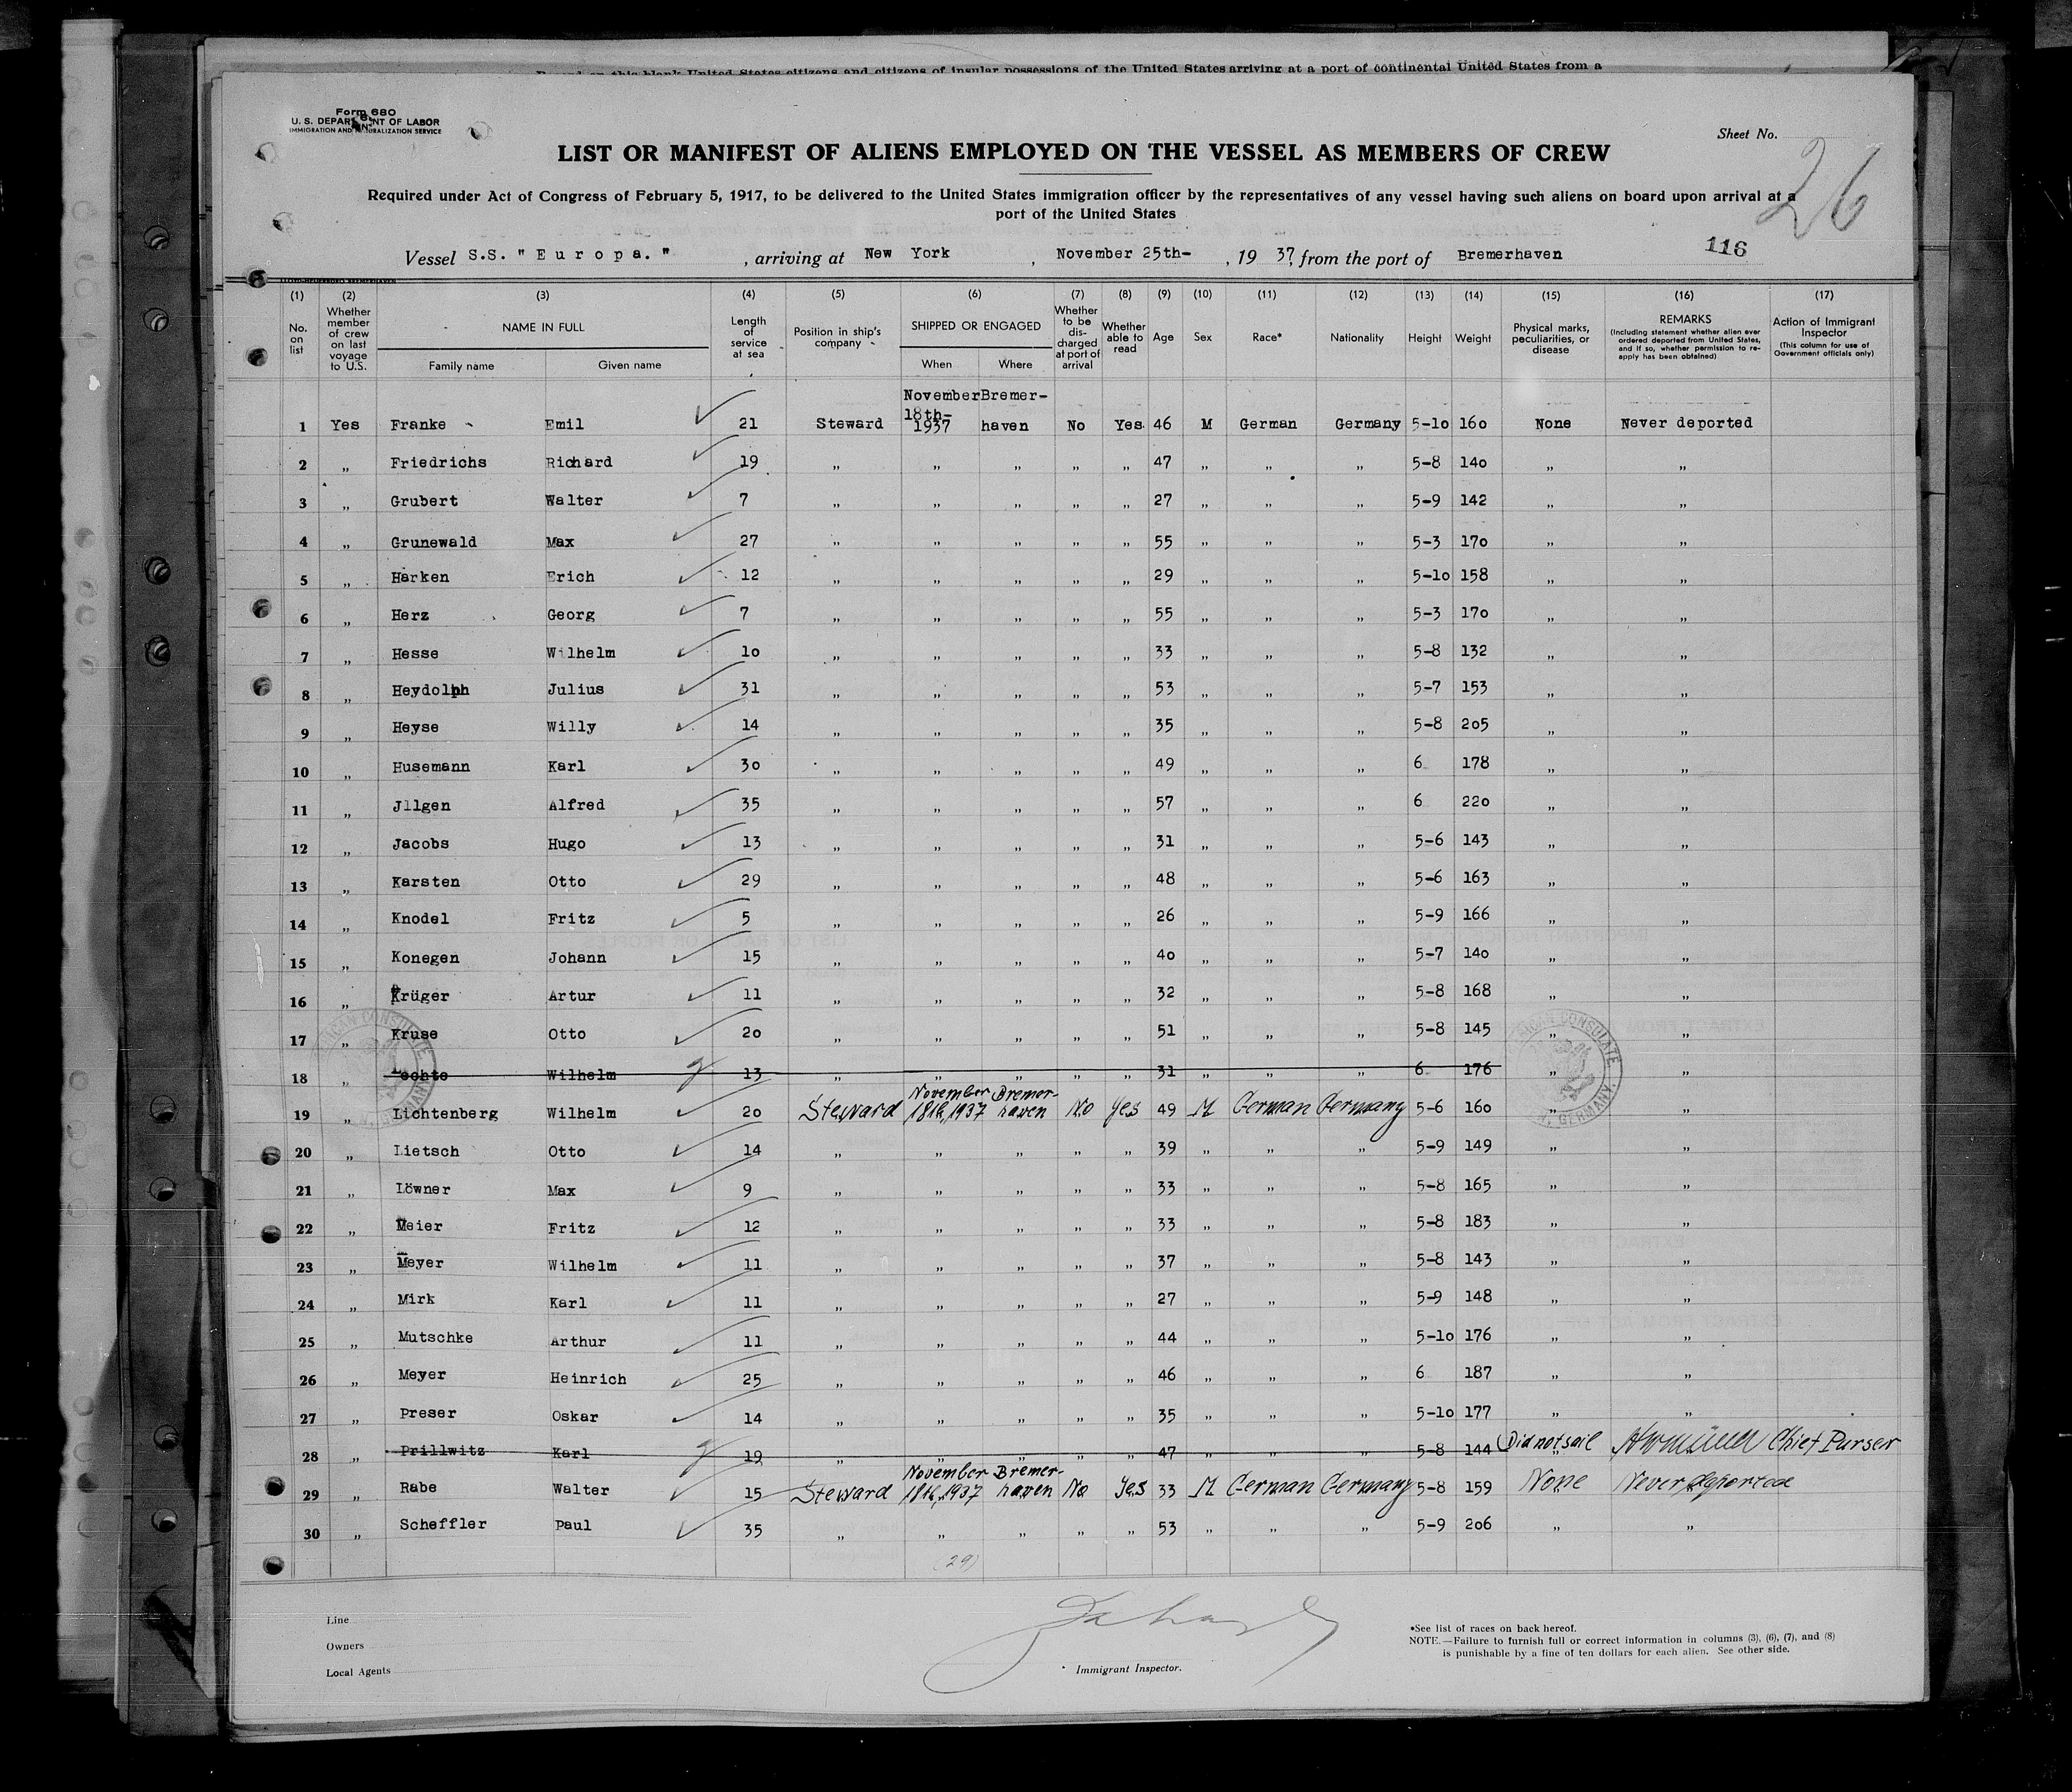 Form 680
U. S. DEPARTMENT OF LABOR
IMMIGRATION AND NATURALIZATION SERVICE
Sheet No.
26
LIST OR MANIFEST OF ALIENS EMPLOYED ON THE VESSEL AS MEMBERS OF CREW
Required under Act of Congress of February 5, 1917, to be delivered to the United States immigration officer by the representatives of any vessel having such aliens on board upon arrival at a
port of the United States
116
Vessel S.S. " E u r o p a. " , arriving at New York , November 25th- , 19 37, from the port of Bremerhaven
(1) (2) (3) (4) (5) (6) (7) (8) (9) (10) (11) (12) (13) (14) (15) (16) (17)
No. on list
Whether member of crew on last voyage to U.S.
NAME IN FULL
Family name Given name
Length of service at sea
Position in ship's company
SHIPPED OR ENGAGED
When Where
Whether to be discharged at port of arrival
Whether able to read
Age Sex Race* Nationality Height Weight
Physical marks, peculiarities, or disease
REMARKS
(Including statement whether alien ever ordered deported from United States, and if so, whether permission to re-apply has been obtained)
Action of Immigrant Inspector
(This column for use of Government officials only)
1 Yes Franke Emil 21 Steward November 18th- 1937 Bremer-haven No Yes 46 M German Germany 5-10 160 None Never deported
2 „ Friedrichs Richard 19 „ „ „ „ „ 47 „ „ „ 5-8 140 „ „
3 „ Grubert Walter 7 „ „ „ „ „ 27 „ „ „ 5-9 142 „ „
4 „ Grunewald Max 27 „ „ „ „ „ 55 „ „ „ 5-3 170 „ „
5 „ Harken Erich 12 „ „ „ „ „ 29 „ „ „ 5-10 158 „ „
6 „ Herz Georg 7 „ „ „ „ „ 55 „ „ „ 5-3 170 „ „
7 „ Hesse Wilhelm 10 „ „ „ „ „ 33 „ „ „ 5-8 132 „ „
8 „ Heydolph Julius 31 „ „ „ „ „ 53 „ „ „ 5-7 153 „ „
9 „ Heyse Willy 14 „ „ „ „ „ 35 „ „ „ 5-8 205 „ „
10 „ Husemann Karl 30 „ „ „ „ „ 49 „ „ „ 6 178 „ „
11 „ Jllgen Alfred 35 „ „ „ „ „ 57 „ „ „ 6 220 „ „
12 „ Jacobs Hugo 13 „ „ „ „ „ 31 „ „ „ 5-6 143 „ „
13 „ Karsten Otto 29 „ „ „ „ „ 48 „ „ „ 5-6 163 „ „
14 „ Knodel Fritz 5 „ „ „ „ „ 26 „ „ „ 5-9 166 „ „
15 „ Konegen Johann 15 „ „ „ „ „ 40 „ „ „ 5-7 140 „ „
16 „ Krüger Artur 11 „ „ „ „ „ 32 „ „ „ 5-8 168 „ „
17 „ Kruse Otto 20 „ „ „ „ „ 51 „ „ „ 5-8 145 „ „
18 „ Lechte Wilhelm 13 „ „ „ „ „ 31 „ „ „ 6 176 „ „
19 „ Lichtenberg Wilhelm 20 Steward November 18th, 1937 Bremer-haven No Yes 49 M German Germany 5-6 160 „ „
20 „ Lietsch Otto 14 „ „ „ „ „ 39 „ „ „ 5-9 149 „ „
21 „ Löwner Max 9 „ „ „ „ „ 33 „ „ „ 5-8 165 „ „
22 „ Meier Fritz 12 „ „ „ „ „ 33 „ „ „ 5-8 183 „ „
23 „ Meyer Wilhelm 11 „ „ „ „ „ 37 „ „ „ 5-8 143 „ „
24 „ Mirk Karl 11 „ „ „ „ „ 27 „ „ „ 5-9 148 „ „
25 „ Mutschke Arthur 11 „ „ „ „ „ 44 „ „ „ 5-10 176 „ „
26 „ Meyer Heinrich 25 „ „ „ „ „ 46 „ „ „ 6 187 „ „
27 „ Preser Oskar 14 „ „ „ „ „ 35 „ „ „ 5-10 177 „ „
28 „ Prillwitz Karl 19 „ „ „ „ „ 47 „ „ „ 5-8 144 Did not sail Chief Purser
29 „ Rabe Walter 15 Steward November 18th, 1937 Bremer-haven No Yes 33 M German Germany 5-8 159 None Never deported
30 „ Scheffler Paul 35 „ „ „ „ „ 53 „ „ „ 5-9 206 „ „
(29)
Line
Owners
Local Agents
Immigrant Inspector.
*See list of races on back hereof.
NOTE.—Failure to furnish full or correct information in columns (3), (6), (7), and (8)
is punishable by a fine of ten dollars for each alien. See other side.